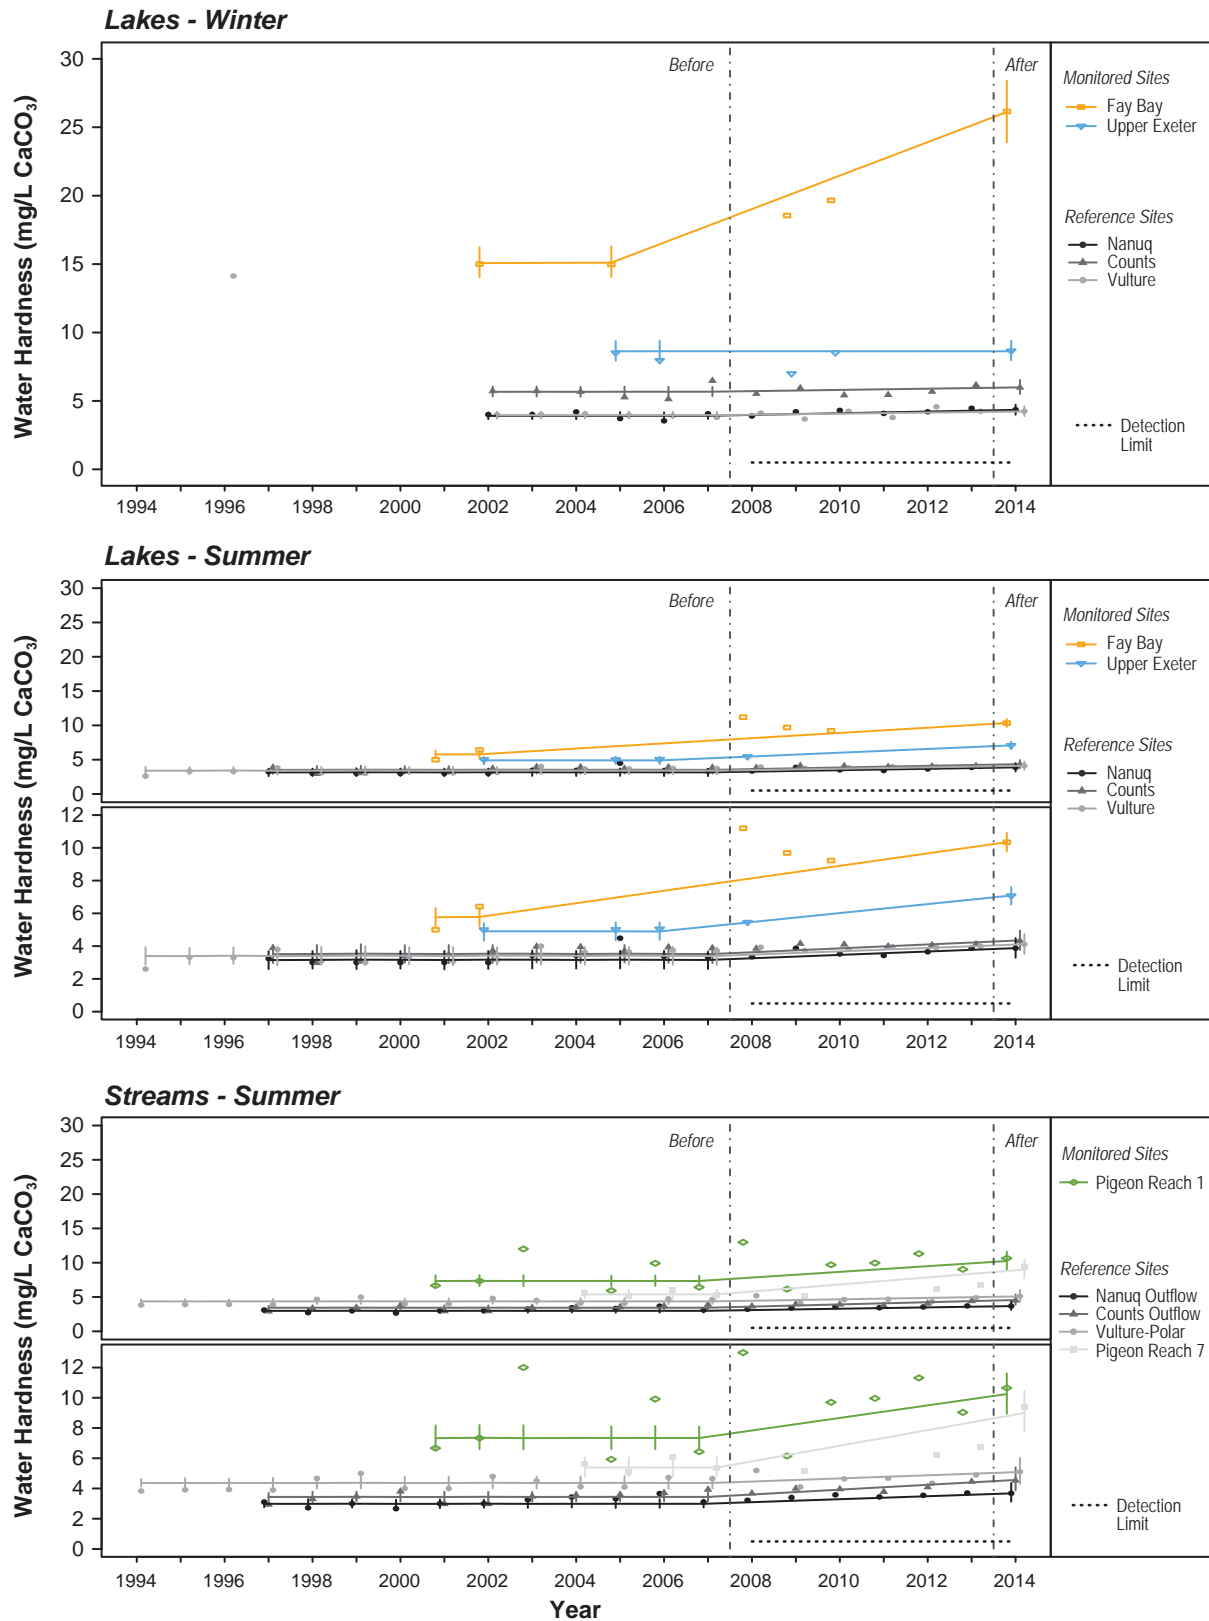 Lakes - Winter
Water Hardness (mg/L CaCO3)
30
25
20
15
10
5
0
Before
After
Monitored Sites
Fay Bay
Upper Exeter
Reference Sites
Nanuq
Counts
Vulture
Detection
Limit
1994 1996 1998 2000 2002 2004 2006 2008 2010 2012 2014
Lakes - Summer
Water Hardness (mg/L CaCO3)
30
25
20
15
10
5
0
Before
After
Monitored Sites
Fay Bay
Upper Exeter
Reference Sites
Nanuq
Counts
Vulture
12
10
8
6
4
2
0
Detection
Limit
1994 1996 1998 2000 2002 2004 2006 2008 2010 2012 2014
Streams - Summer
Water Hardness (mg/L CaCO3)
30
25
20
15
10
5
0
Before
After
Monitored Sites
Pigeon Reach 1
Reference Sites
Nanuq Outflow
Counts Outflow
Vulture-Polar
Pigeon Reach 7
12
10
8
6
4
2
0
Detection
Limit
1994 1996 1998 2000 2002 2004 2006 2008 2010 2012 2014
Year